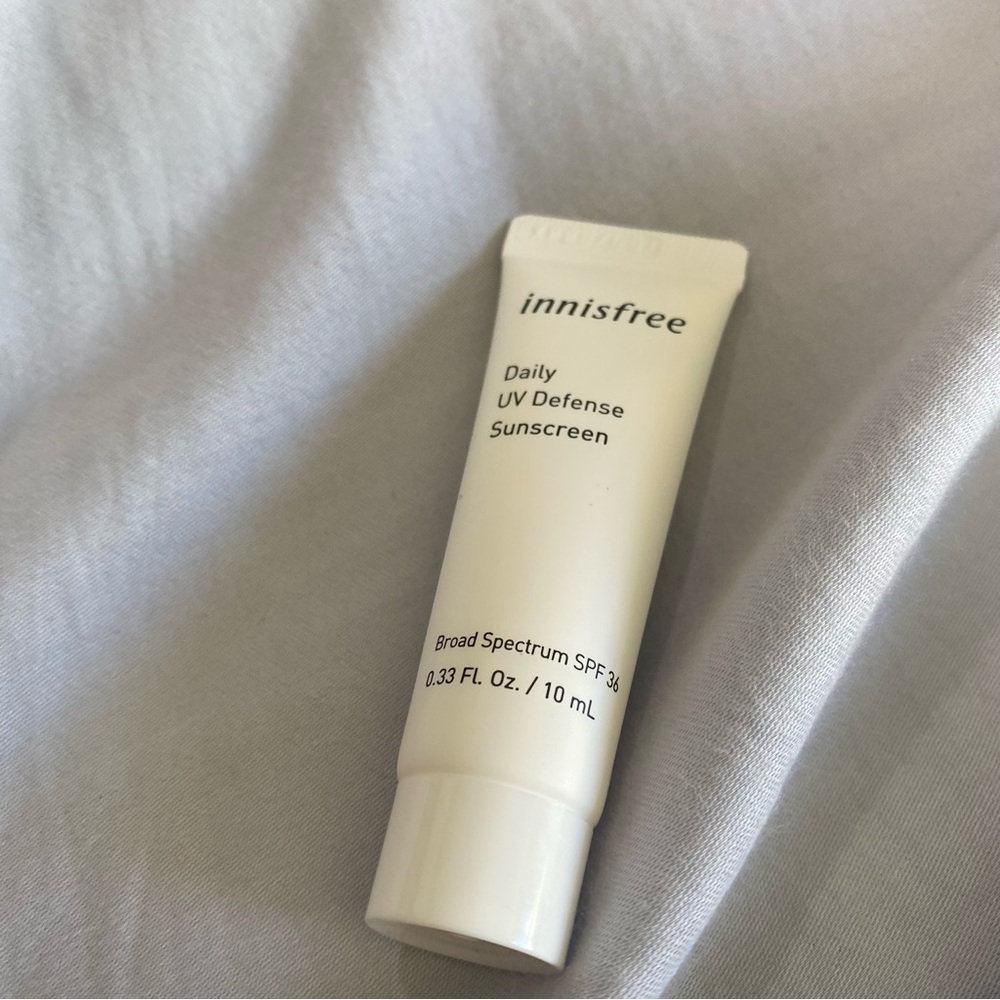 innisfree
Daily
UV Defense
Sunscreen
Broad Spectrum SPF 36
0.33 Fl. Oz. / 10 mL